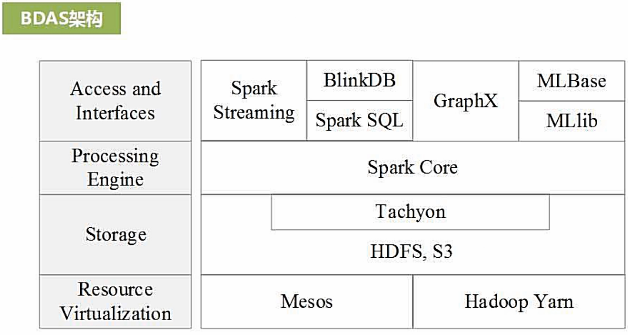 BDAS架构
Access and
Interfaces
Spark
Streaming
BlinkDB
Spark SQL
GraphX
MLBase
MLlib
Processing
Engine
Spark Core
Storage
Tachyon
HDFS, S3
Resource
Virtualization
Mesos
Hadoop Yarn